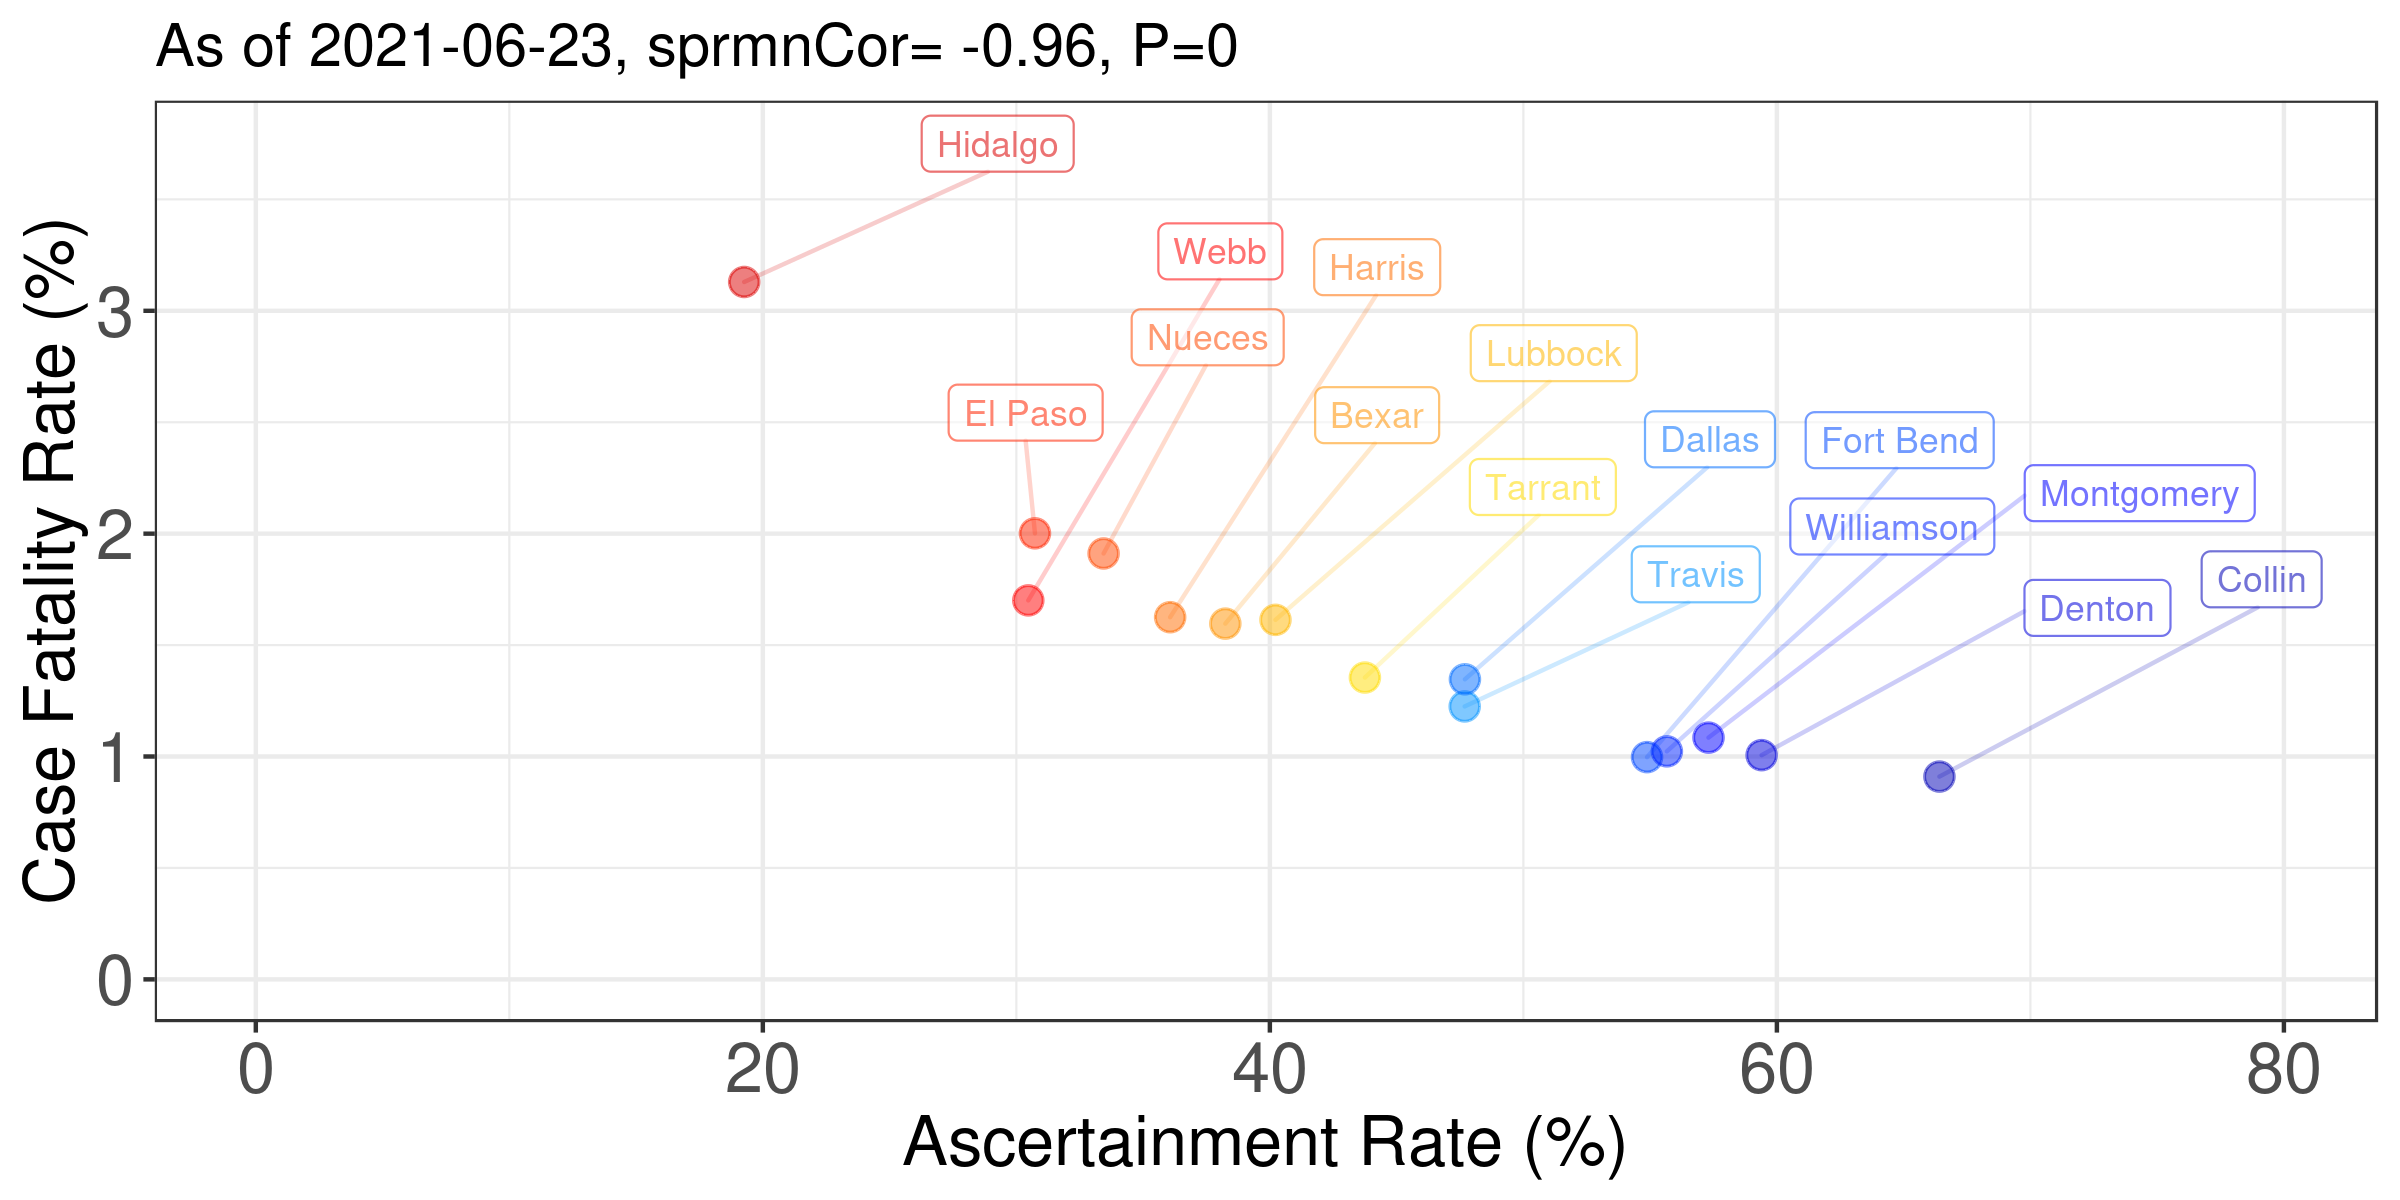 As of 2021-06-23, sprmnCor= -0.96, P=0
Case Fatality Rate (%)
3
2
1
0
Hidalgo
Webb
Harris
Nueces
Lubbock
El Paso
Bexar
Dallas
Fort Bend
Tarrant
Montgomery
Williamson
Travis
Collin
Denton
0 20 40 60 80
Ascertainment Rate (%)